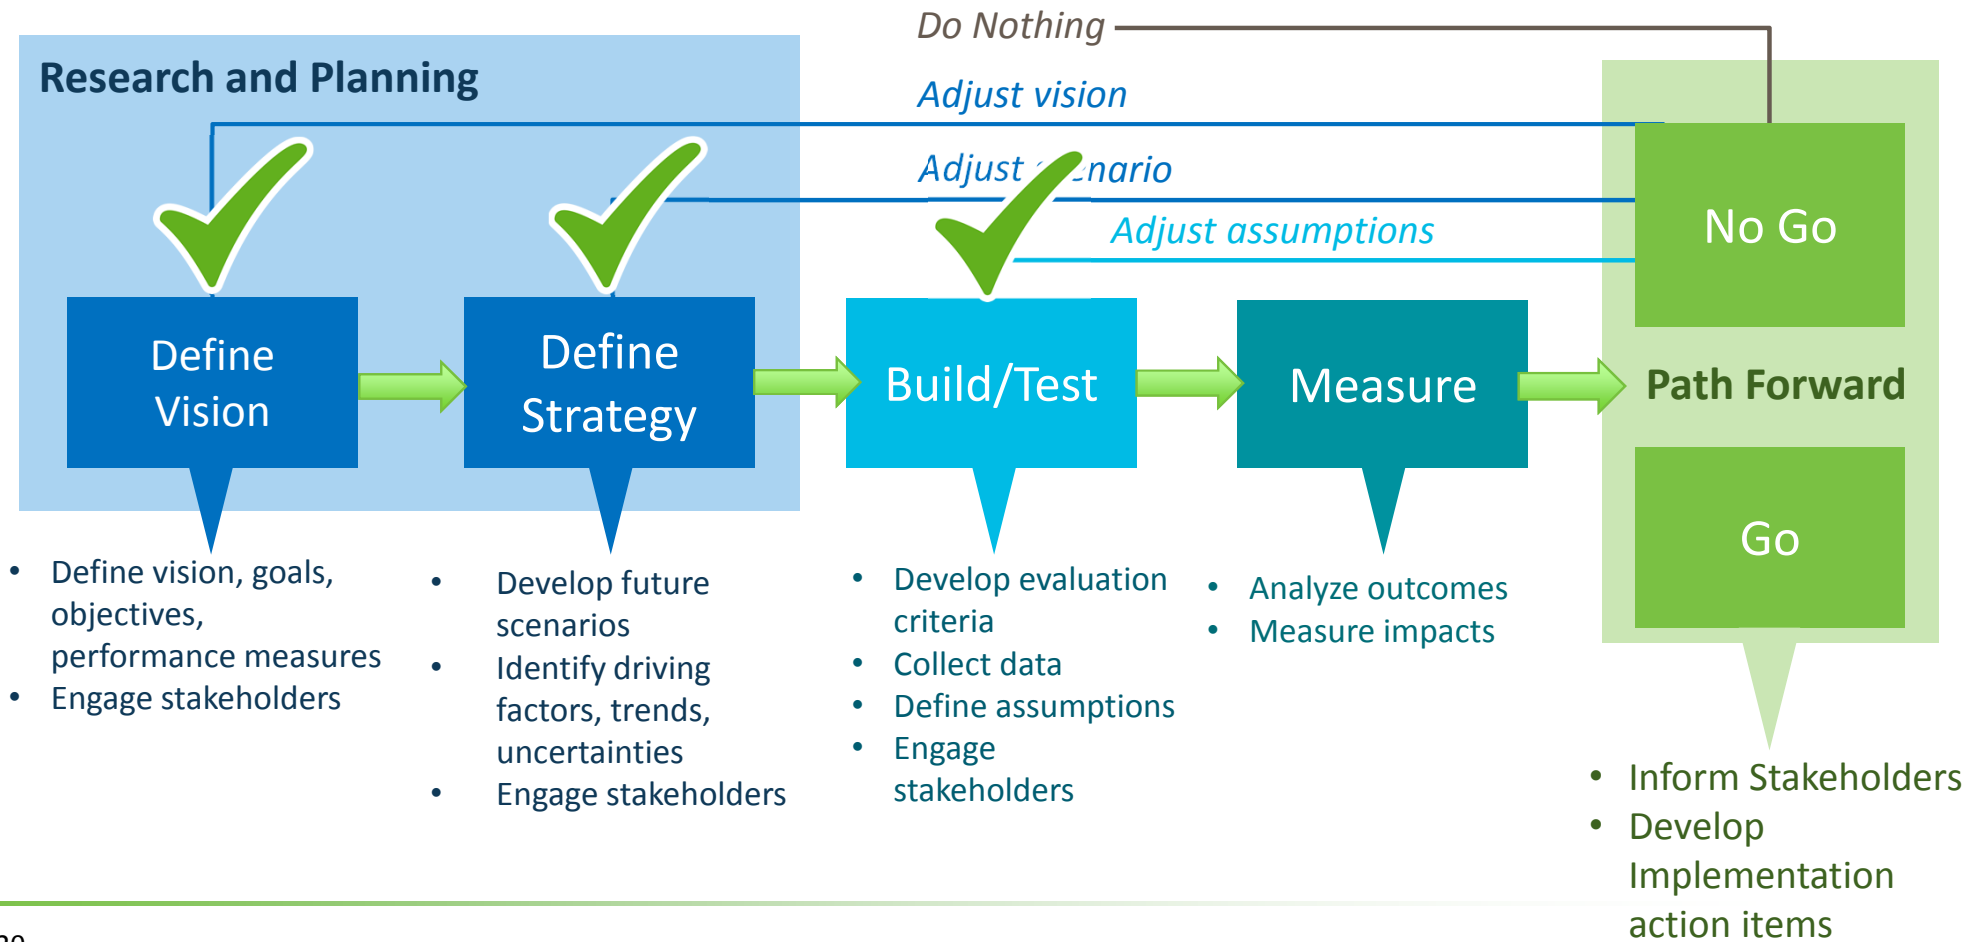 Do Nothing
Research and Planning
Adjust vision
Adjust scenario
Adjust assumptions
No Go
Define
Vision
Define
Strategy
Build/Test
Measure
Path Forward
Go
• Define vision, goals,
objectives,
performance measures
• Engage stakeholders
• Develop future
scenarios
• Identify driving
factors, trends,
uncertainties
• Engage stakeholders
• Develop evaluation
criteria
• Collect data
• Define assumptions
• Engage
stakeholders
• Analyze outcomes
• Measure impacts
• Inform Stakeholders
• Develop
Implementation
action items